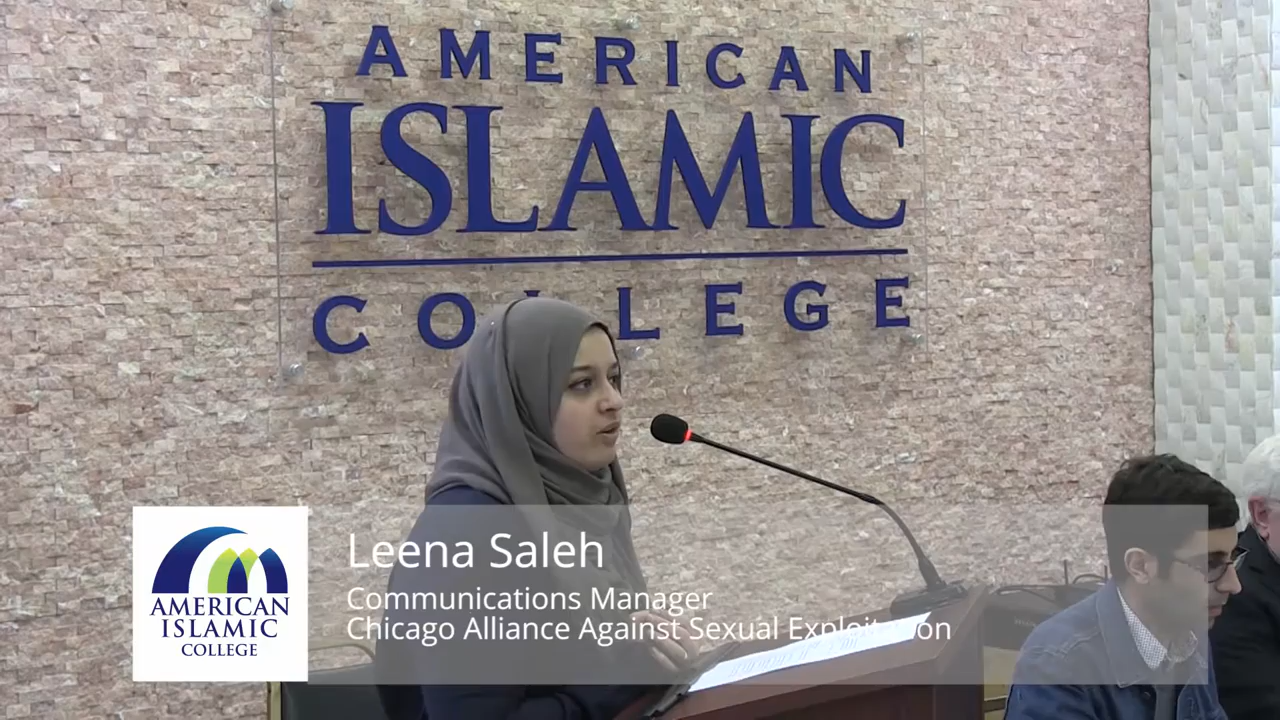 AMERICAN
ISLAMIC
COLLEGE
Leena Saleh
Communications Manager
Chicago Alliance Against Sexual Exploitation
AMERICAN
ISLAMIC
COLLEGE